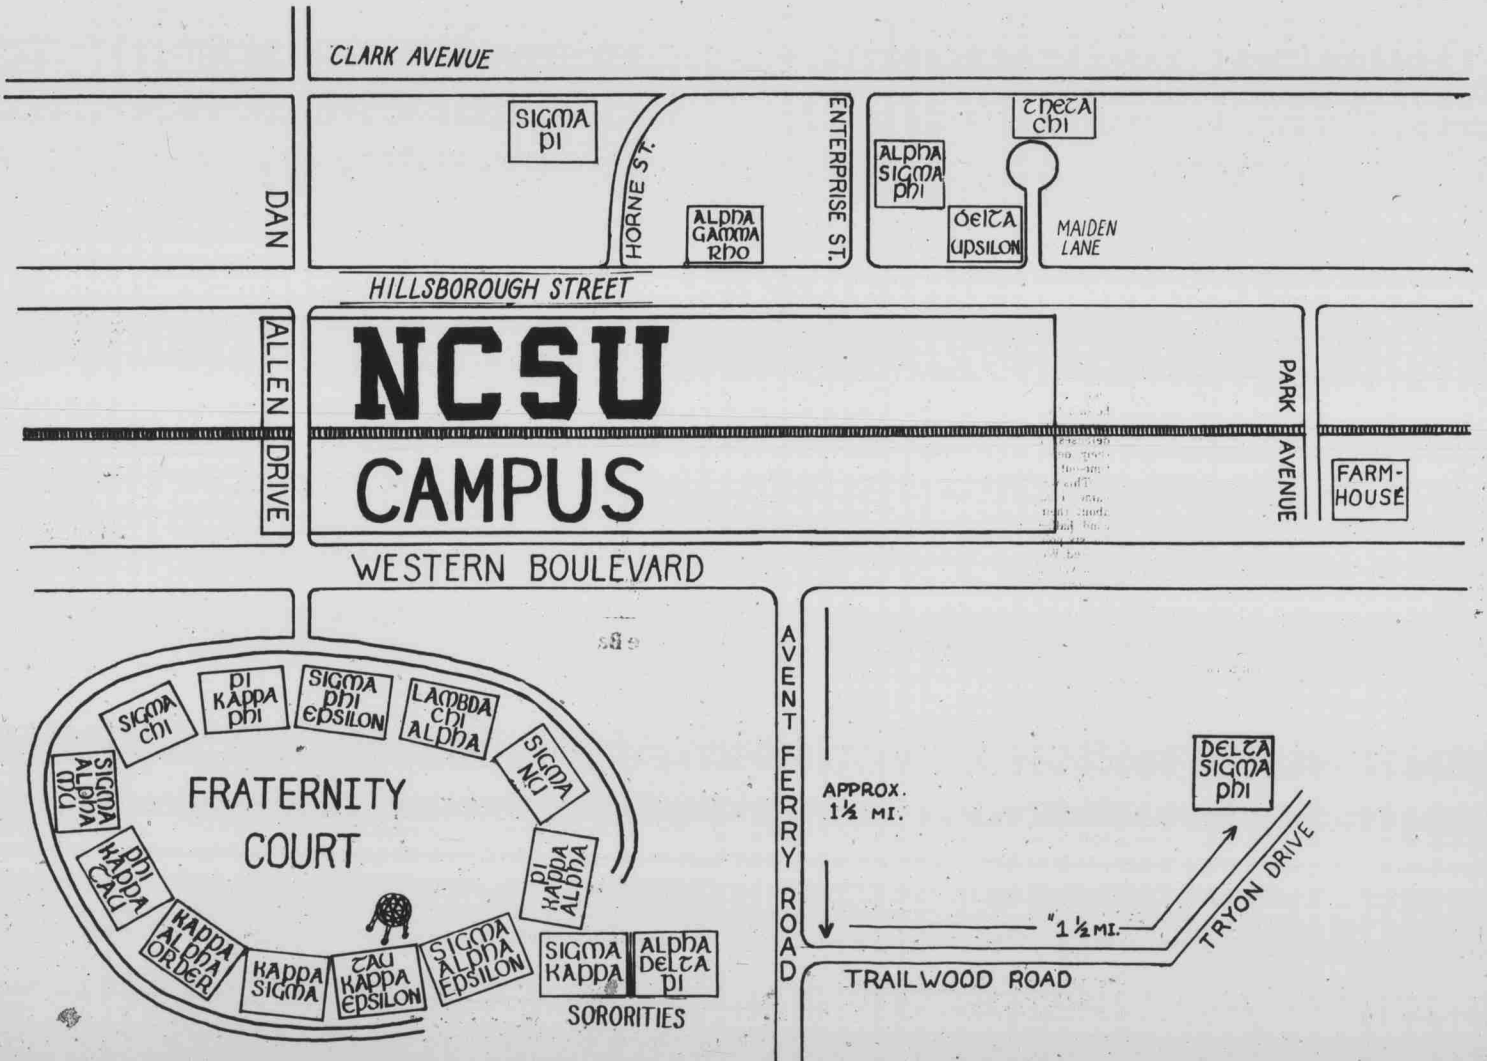 CLARK AVENUE
SIGMA
PI
THETA
CHI
HORNE ST.
ENTERPRISE ST.
ALPHA
SIGMA
PHI
DAN
ALPHA
GAMMA
RHO
DELTA
UPSILON
MAIDEN
LANE
HILLSBOROUGH STREET
ALLEN
NCSU
PARK
DRIVE
CAMPUS
AVENUE
FARM-
HOUSE
WESTERN BOULEVARD
AVENT FERRY ROAD
PI
KAPPA
PHI
SIGMA
PHI
EPSILON
LAMBDA
CHI
ALPHA
SIGMA
CHI
SIGMA
NU
SIGMA
ALPHA
MU
FRATERNITY
COURT
APPROX.
1½ MI.
DELTA
SIGMA
PHI
PHI
KAPPA
TAU
PI
KAPPA
ALPHA
KAPPA
ALPHA
ORDER
KAPPA
SIGMA
TAU
KAPPA
EPSILON
SIGMA
ALPHA
EPSILON
SIGMA
KAPPA
ALPHA
DELTA
PI
SORORITIES
"1½ MI.
TRYON DRIVE
TRAILWOOD ROAD